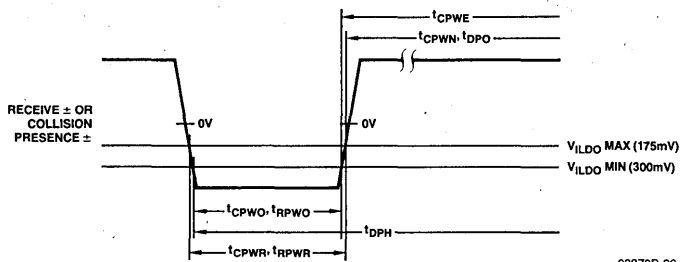 tCPWE
tCPWN, tDPO
RECEIVE ± OR
COLLISION
PRESENCE ±
0V
0V
VILDO MAX (175mV)
VILDO MIN (300mV)
tCPWO, tRPWO
tDPH
tCPWR, tRPWR